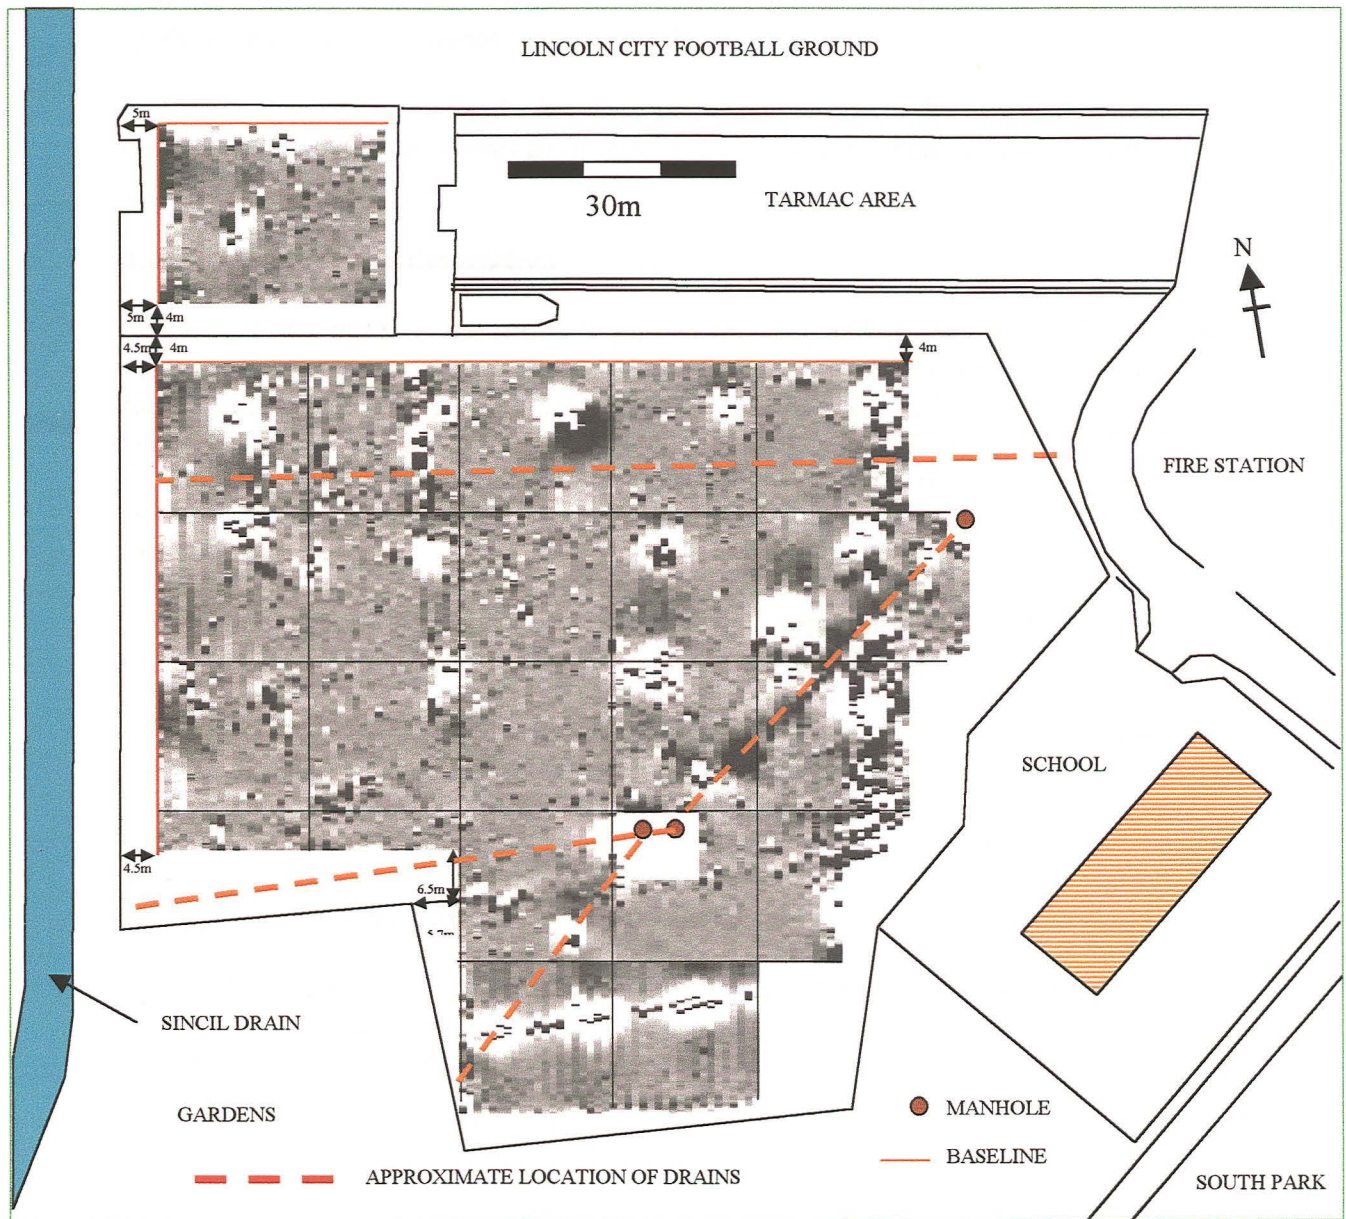 LINCOLN CITY FOOTBALL GROUND
5m
30m
TARMAC AREA
N
5m
4m
4.5m
4m
4m
FIRE STATION
SCHOOL
4.5m
6.5m
SINCIL DRAIN
GARDENS
MANHOLE
BASELINE
APPROXIMATE LOCATION OF DRAINS
SOUTH PARK